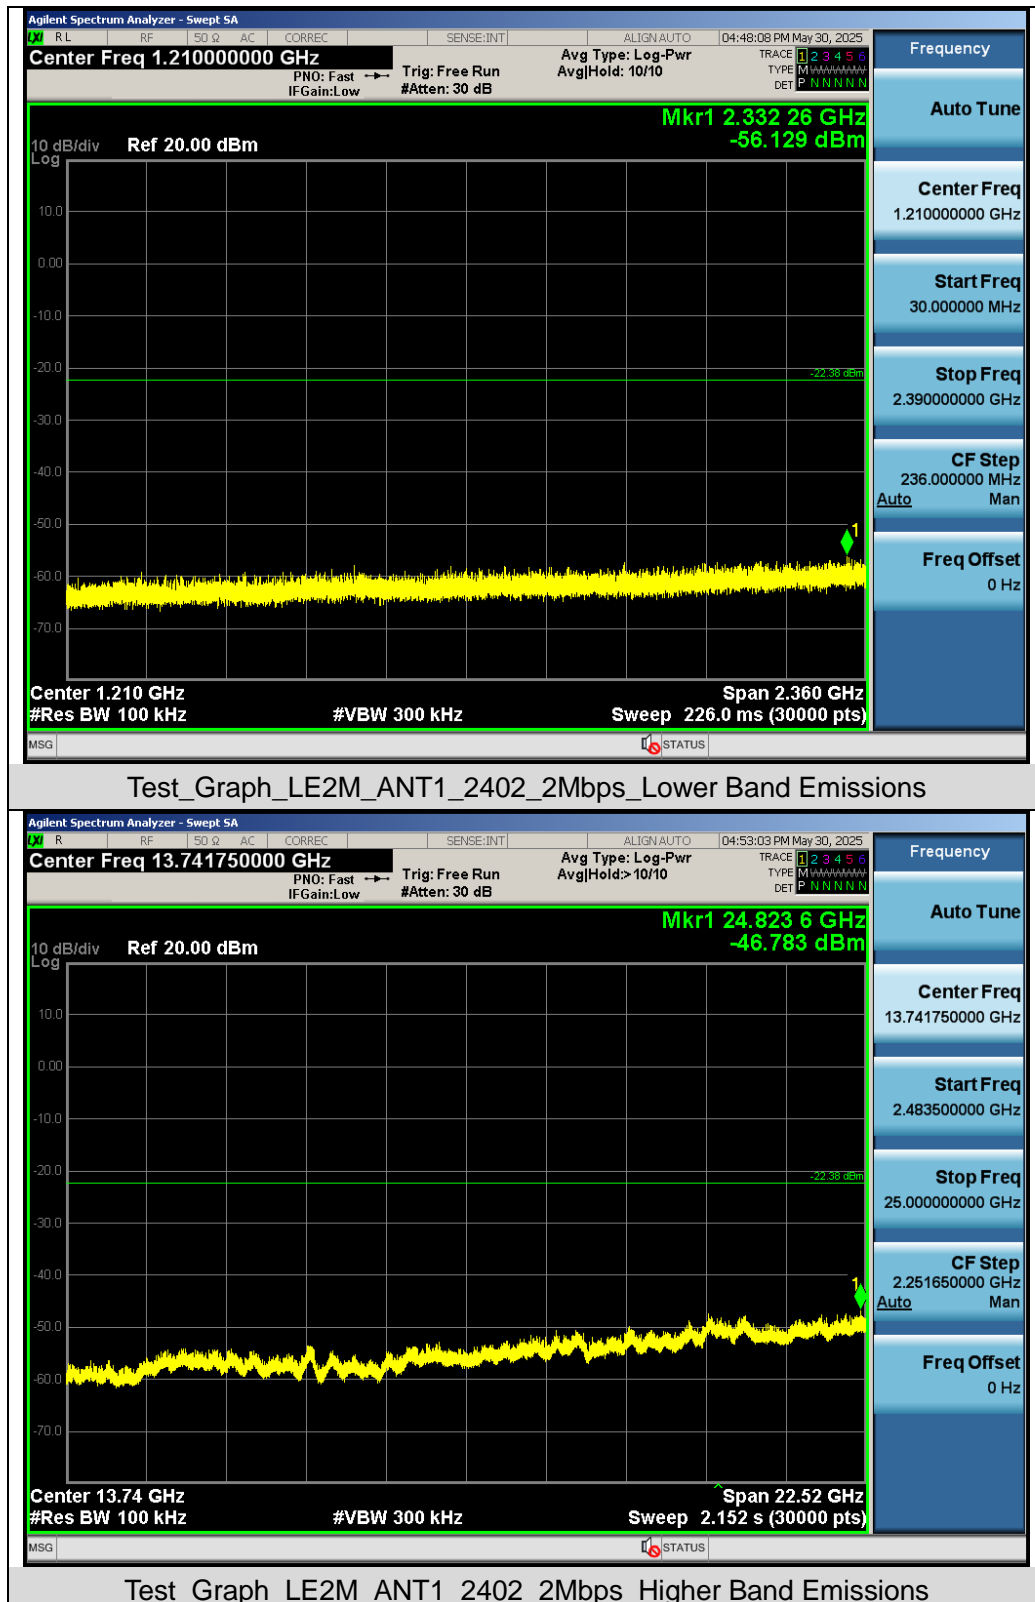 Agilent Spectrum Analyzer - Swept SA
LXI R L RF 50 Ω AC CORREC SENSE:INT ALIGN AUTO 04:48:08 PM May 30, 2025
Center Freq 1.210000000 GHz
PNO: Fast
IFGain:Low
Trig: Free Run
#Atten: 30 dB
Avg Type: Log-Pwr
Avg|Hold: 10/10
TRACE 1 2 3 4 5 6
TYPE M
DET P N N N N N
Mkr1 2.332 26 GHz
-56.129 dBm
10 dB/div Ref 20.00 dBm
Log
10.0
0.00
-10.0
-20.0
-22.38 dBm
-30.0
-40.0
-50.0
1
-60.0
-70.0
Center 1.210 GHz Span 2.360 GHz
#Res BW 100 kHz #VBW 300 kHz Sweep 226.0 ms (30000 pts)
MSG STATUS
Frequency
Auto Tune
Center Freq
1.210000000 GHz
Start Freq
30.000000 MHz
Stop Freq
2.390000000 GHz
CF Step
236.000000 MHz
Auto Man
Freq Offset
0 Hz
Test_Graph_LE2M_ANT1_2402_2Mbps_Lower Band Emissions
Agilent Spectrum Analyzer - Swept SA
LXI R RF 50 Ω AC CORREC SENSE:INT ALIGN AUTO 04:53:03 PM May 30, 2025
Center Freq 13.741750000 GHz
PNO: Fast
IFGain:Low
Trig: Free Run
#Atten: 30 dB
Avg Type: Log-Pwr
Avg|Hold:>10/10
TRACE 1 2 3 4 5 6
TYPE M
DET P N N N N N
Mkr1 24.823 6 GHz
-46.783 dBm
10 dB/div Ref 20.00 dBm
Log
10.0
0.00
-10.0
-20.0
-22.38 dBm
-30.0
-40.0
1
-50.0
-60.0
-70.0
Center 13.74 GHz Span 22.52 GHz
#Res BW 100 kHz #VBW 300 kHz Sweep 2.152 s (30000 pts)
MSG STATUS
Frequency
Auto Tune
Center Freq
13.741750000 GHz
Start Freq
2.483500000 GHz
Stop Freq
25.000000000 GHz
CF Step
2.251650000 GHz
Auto Man
Freq Offset
0 Hz
Test_Graph_LE2M_ANT1_2402_2Mbps_Higher Band Emissions